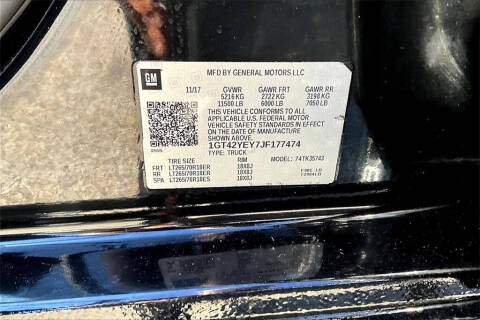 GM
MFD BY GENERAL MOTORS LLC
11/17 GVWR GAWR FRT GAWR RR
5216 KG 2722 KG 3198 KG
11500 LB 6000 LB 7050 LB
THIS VEHICLE CONFORMS TO ALL
APPLICABLE U.S. FEDERAL MOTOR
VEHICLE SAFETY STANDARDS IN EFFECT ON
THE DATE OF MANUFACTURE SHOWN ABOVE.
1GT42YEY7JF177474
TYPE: TRUCK
MODEL: 74TK35743
TIRE SIZE RIM
FRT LT265/70R18ER 18X8J
RR LT265/70R18ER 18X8J
SPA LT265/70R18ES 18X8J